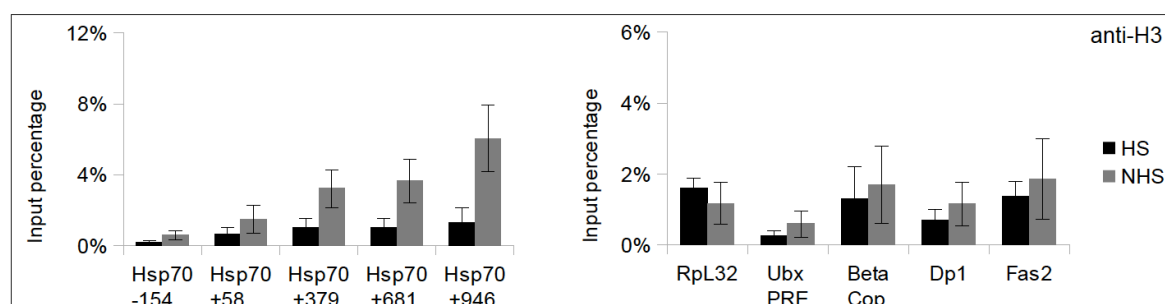 12%
8%
4%
0%
Input percentage
Hsp70 Hsp70 Hsp70 Hsp70 Hsp70
-154 +58 +379 +681 +946
6%
4%
2%
0%
Input percentage
anti-H3
HS
NHS
RpL32 Ubx Beta Dp1 Fas2
PRE Cop